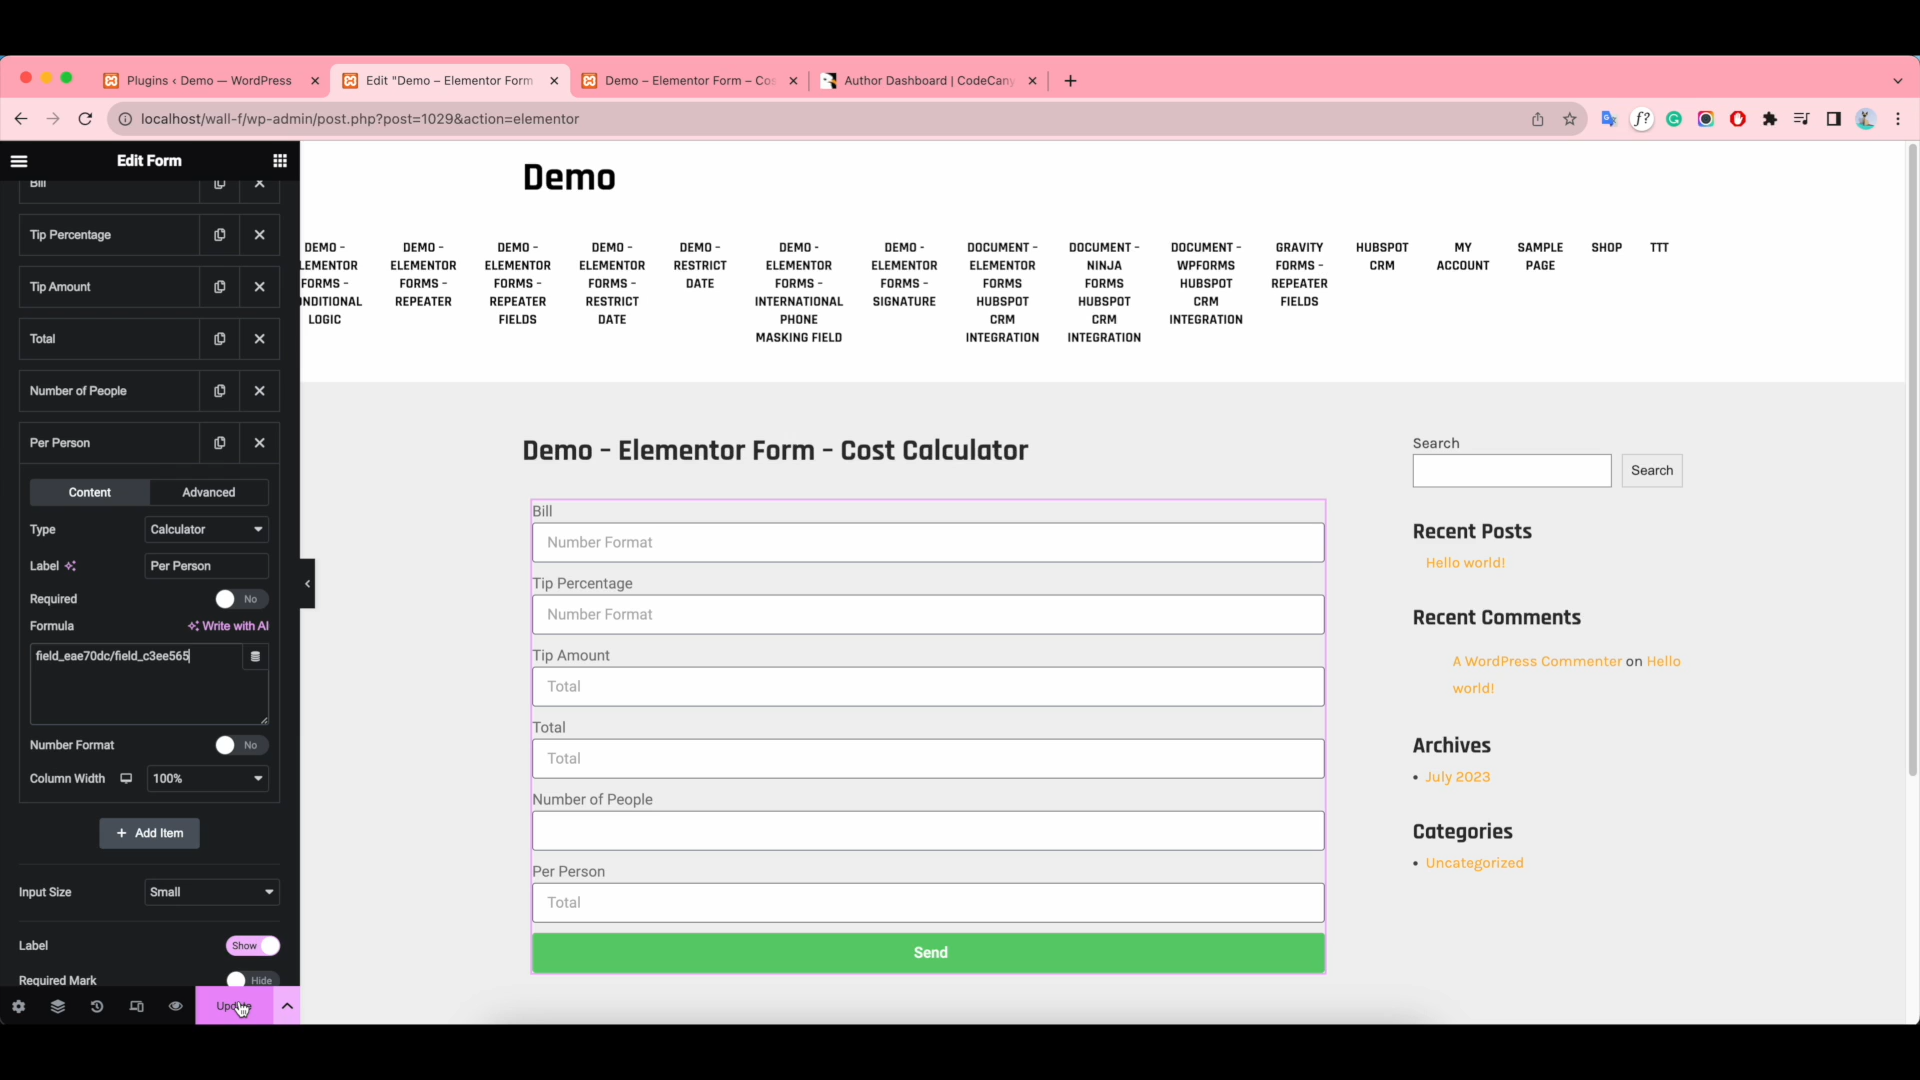 Plugins ‹ Demo — WordPress
Edit "Demo – Elementor Form
Demo – Elementor Form – Cos
Author Dashboard | CodeCany
localhost/wall-f/wp-admin/post.php?post=1029&action=elementor
Edit Form
Bill
Tip Percentage
Tip Amount
Total
Number of People
Per Person
Content
Advanced
Type
Calculator
Label
Per Person
Required
No
Formula
Write with AI
field_eae70dc/field_c3ee565
Number Format
No
Column Width
100%
+ Add Item
Input Size
Small
Label
Show
Required Mark
Hide
Update
Demo
DEMO –
LEMENTOR
FORMS –
ONDITIONAL
LOGIC
DEMO –
ELEMENTOR
FORMS –
REPEATER
DEMO –
ELEMENTOR
FORMS –
REPEATER
FIELDS
DEMO –
ELEMENTOR
FORMS –
RESTRICT
DATE
DEMO –
RESTRICT
DATE
DEMO -
ELEMENTOR
FORMS –
INTERNATIONAL
PHONE
MASKING FIELD
DEMO -
ELEMENTOR
FORMS –
SIGNATURE
DOCUMENT –
ELEMENTOR
FORMS
HUBSPOT
CRM
INTEGRATION
DOCUMENT –
NINJA
FORMS
HUBSPOT
CRM
INTEGRATION
DOCUMENT –
WPFORMS
HUBSPOT
CRM
INTEGRATION
GRAVITY
FORMS –
REPEATER
FIELDS
HUBSPOT
CRM
MY
ACCOUNT
SAMPLE
PAGE
SHOP
TTT
Demo – Elementor Form – Cost Calculator
Bill
Number Format
Tip Percentage
Number Format
Tip Amount
Total
Total
Total
Number of People
Per Person
Total
Send
Search
Search
Recent Posts
Hello world!
Recent Comments
A WordPress Commenter on Hello
world!
Archives
• July 2023
Categories
• Uncategorized